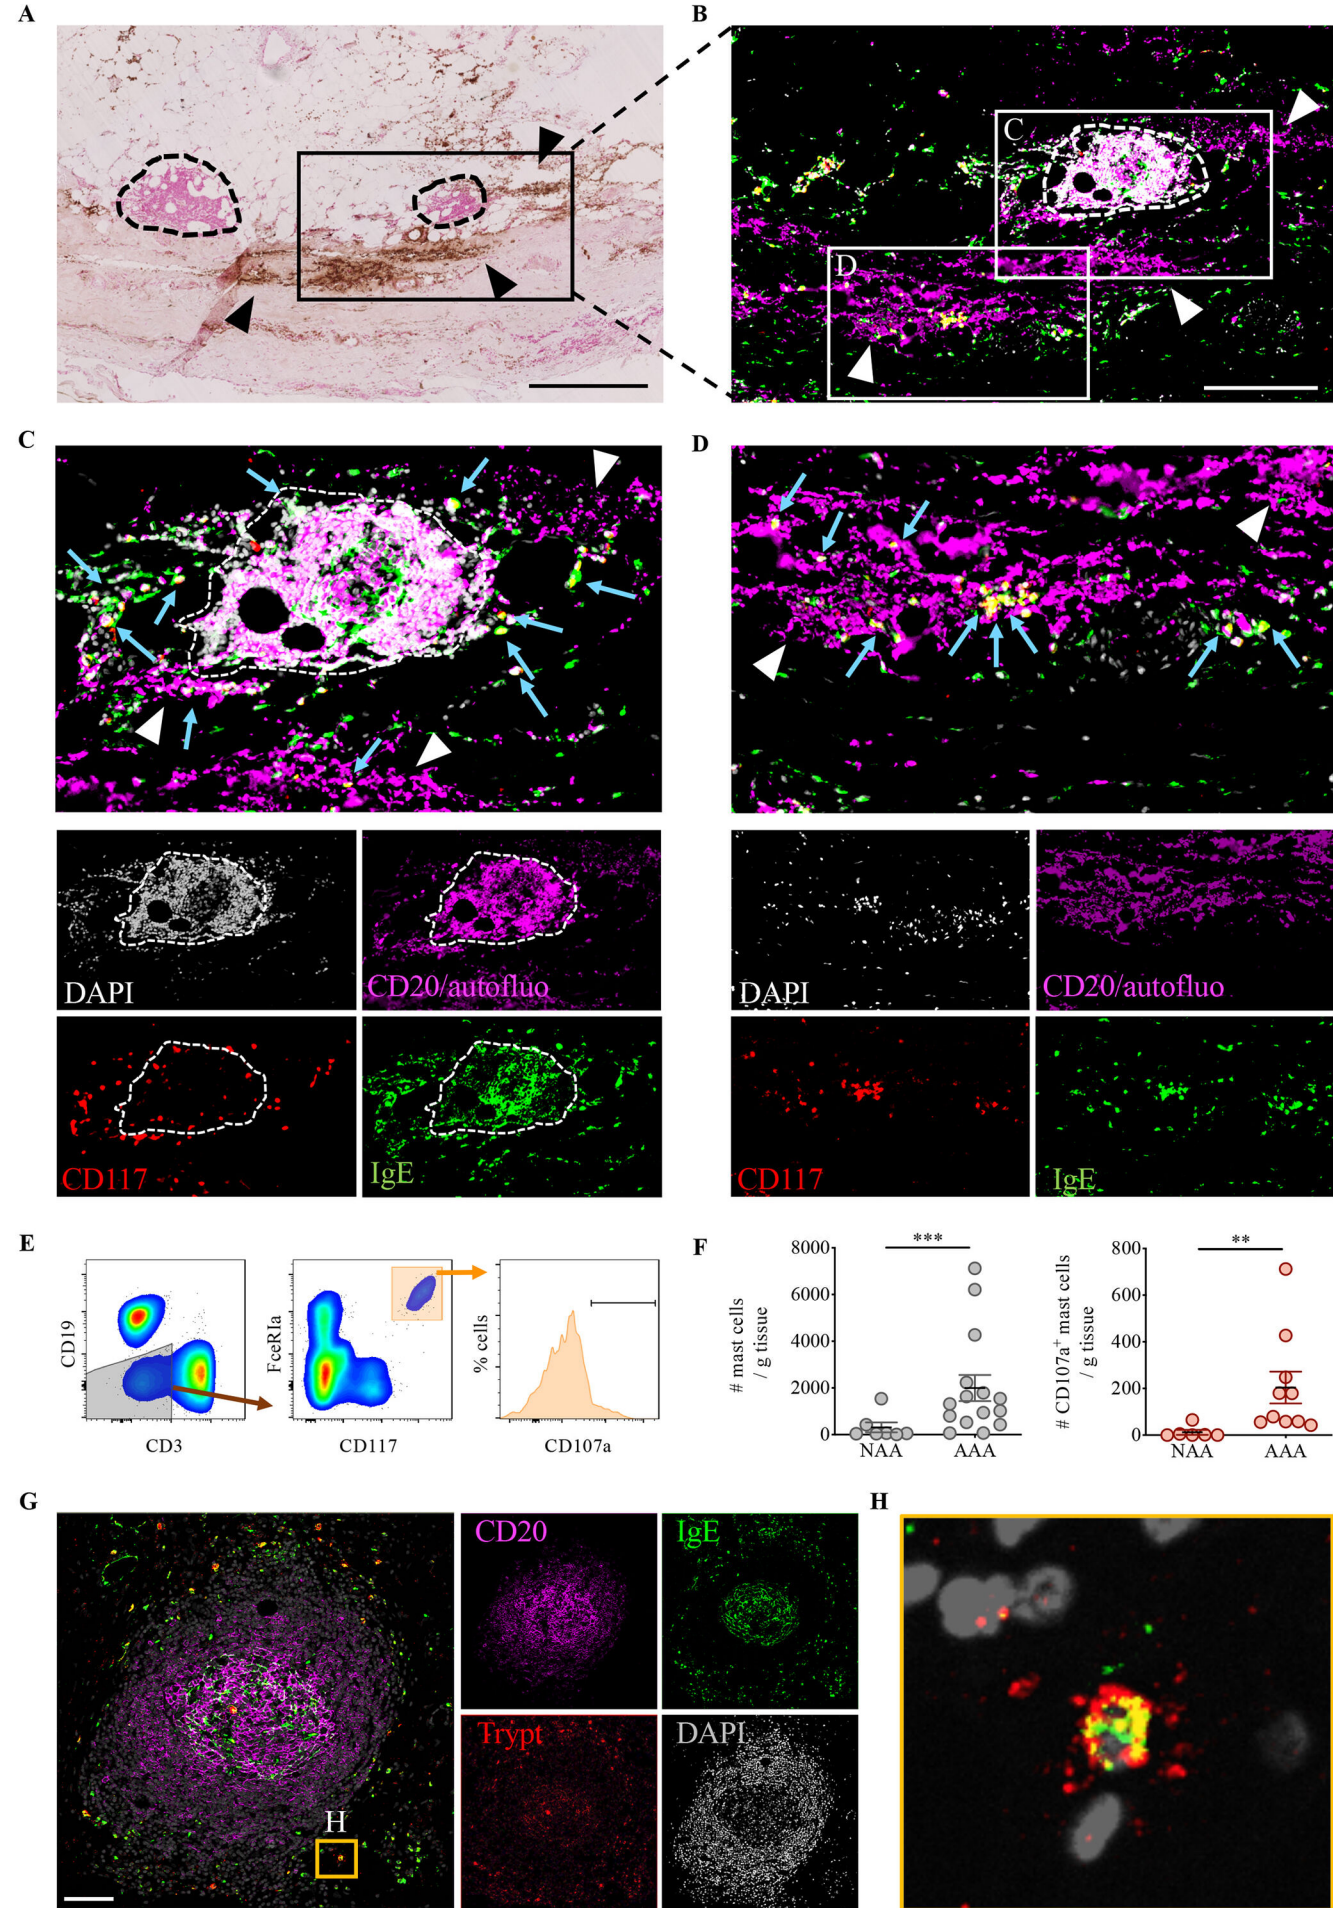 A
B
C
D
C
D
DAPI
CD20/autofluo
CD117
IgE
DAPI
CD20/autofluo
CD117
IgE
E
CD19
CD3
FceRIa
CD117
% cells
CD107a
F
# mast cells
/ g tissue
8000
6000
4000
2000
0
***
NAA
AAA
# CD107a+ mast cells
/ g tissue
800
600
400
200
0
**
NAA
AAA
G
H
CD20
IgE
Trypt
DAPI
H